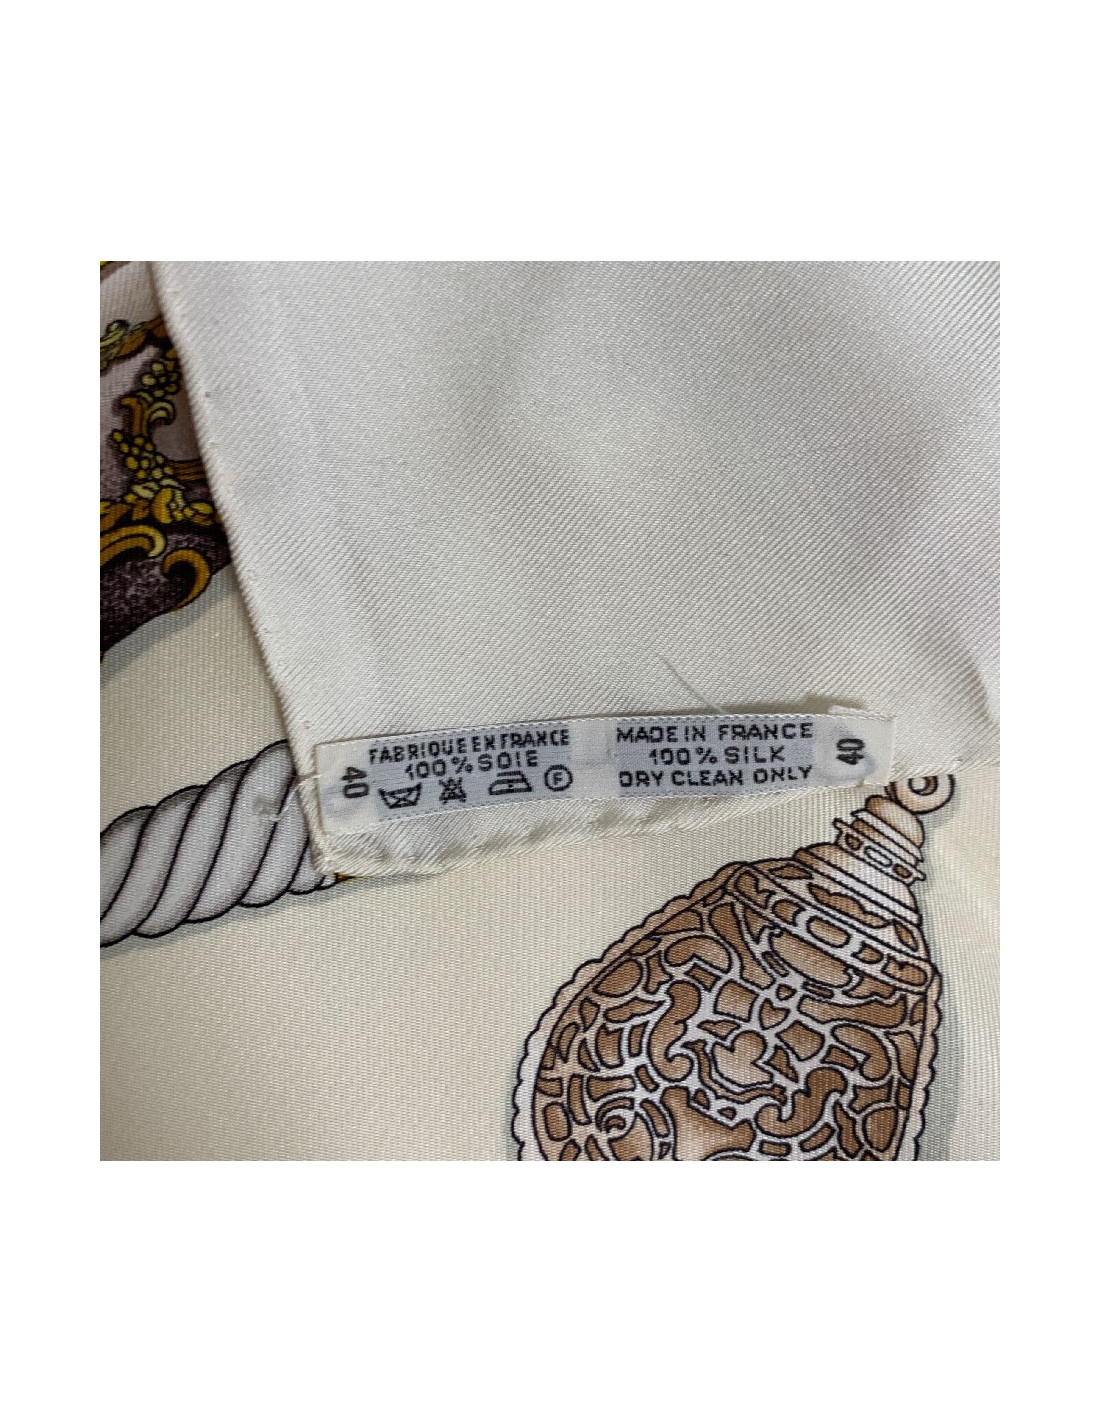 40
FABRIQUE EN FRANCE
100% SOIE
F
MADE IN FRANCE
100% SILK
DRY CLEAN ONLY
40